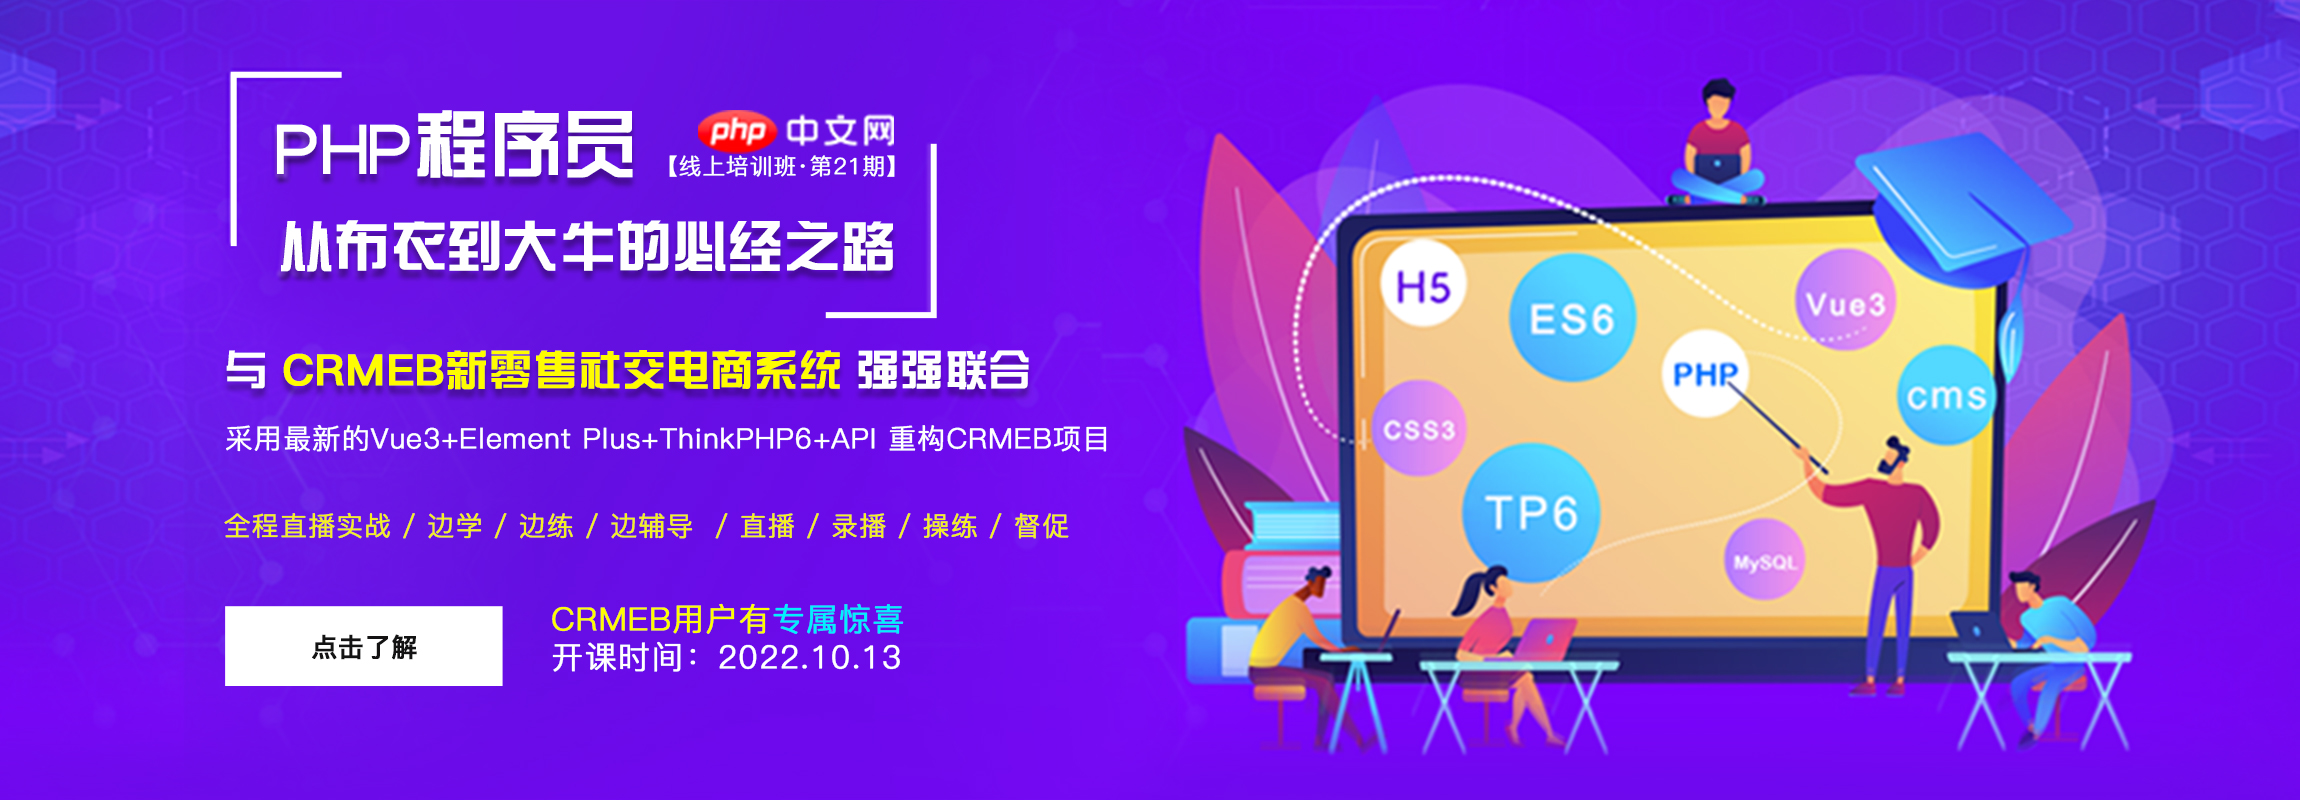 PHP程序员
php 中文网
【线上培训班·第21期】
从布衣到大牛的必经之路
与 CRMEB新零售社交电商系统 强强联合
采用最新的Vue3+Element Plus+ThinkPHP6+API 重构CRMEB项目
全程直播实战 / 边学 / 边练 / 边辅导 / 直播 / 录播 / 操练 / 督促
点击了解
CRMEB用户有专属惊喜
开课时间：2022.10.13
H5
ES6
Vue3
PHP
cms
CSS3
TP6
MySQL